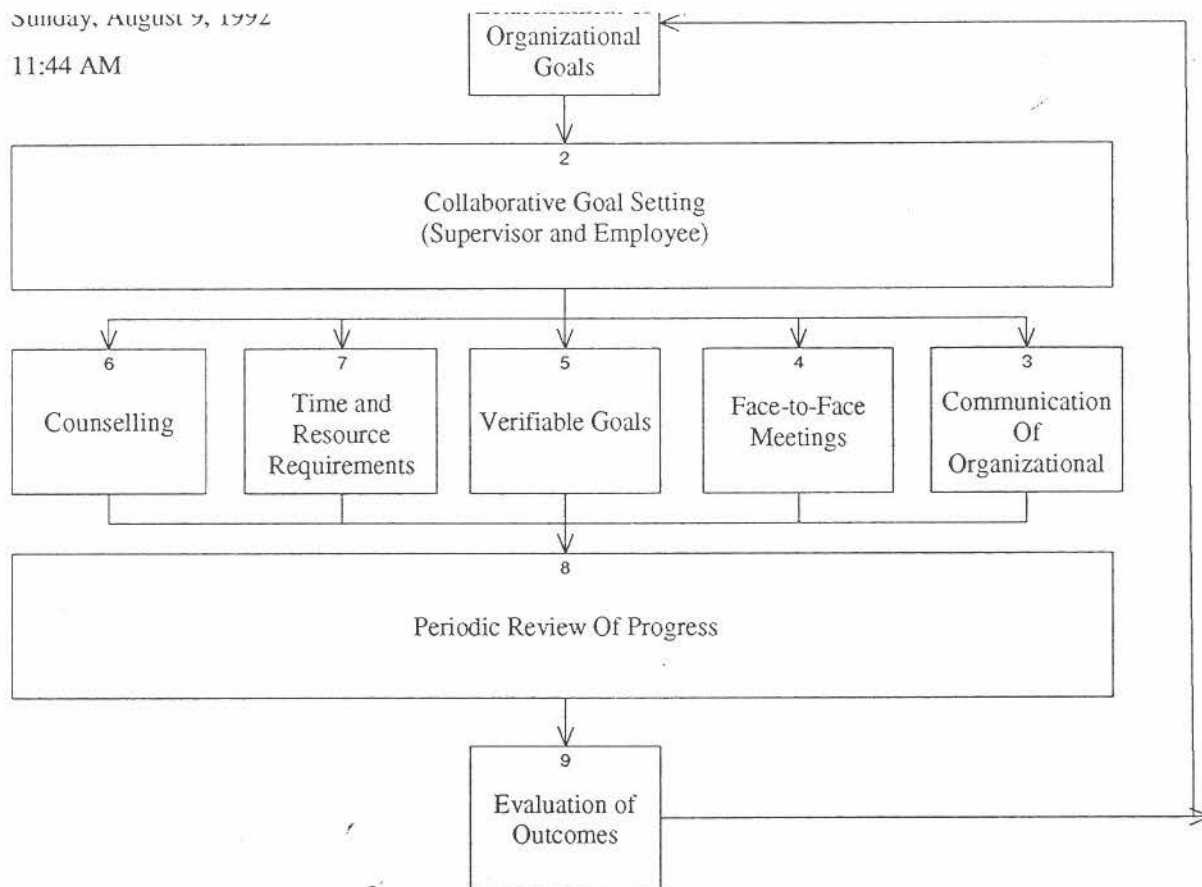 Sunday, August 9, 1992
11:44 AM
Organizational
Goals
2
Collaborative Goal Setting
(Supervisor and Employee)
6
Counselling
7
Time and
Resource
Requirements
5
Verifiable Goals
4
Face-to-Face
Meetings
3
Communication
Of
Organizational
8
Periodic Review Of Progress
9
Evaluation of
Outcomes